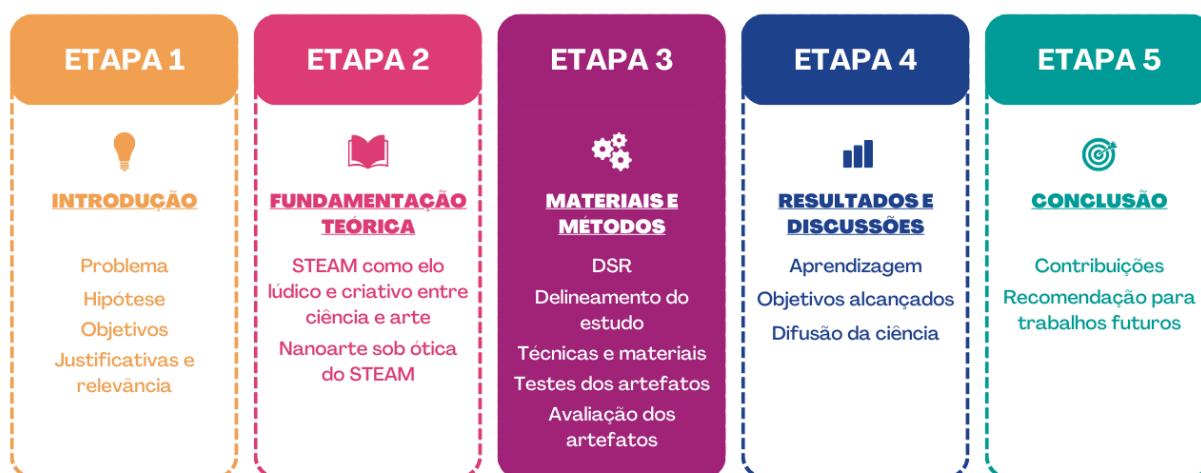 ETAPA 1
INTRODUÇÃO
Problema
Hipótese
Objetivos
Justificativas e
relevância
ETAPA 2
FUNDAMENTAÇÃO
TEÓRICA
STEAM como elo
lúdico e criativo entre
ciência e arte
Nanoarte sob ótica
do STEAM
ETAPA 3
MATERIAIS E
MÉTODOS
DSR
Delineamento do
estudo
Técnicas e materiais
Testes dos artefatos
Avaliação dos
artefatos
ETAPA 4
RESULTADOS E
DISCUSSÕES
Aprendizagem
Objetivos alcançados
Difusão da ciência
ETAPA 5
CONCLUSÃO
Contribuições
Recomendação para
trabalhos futuros